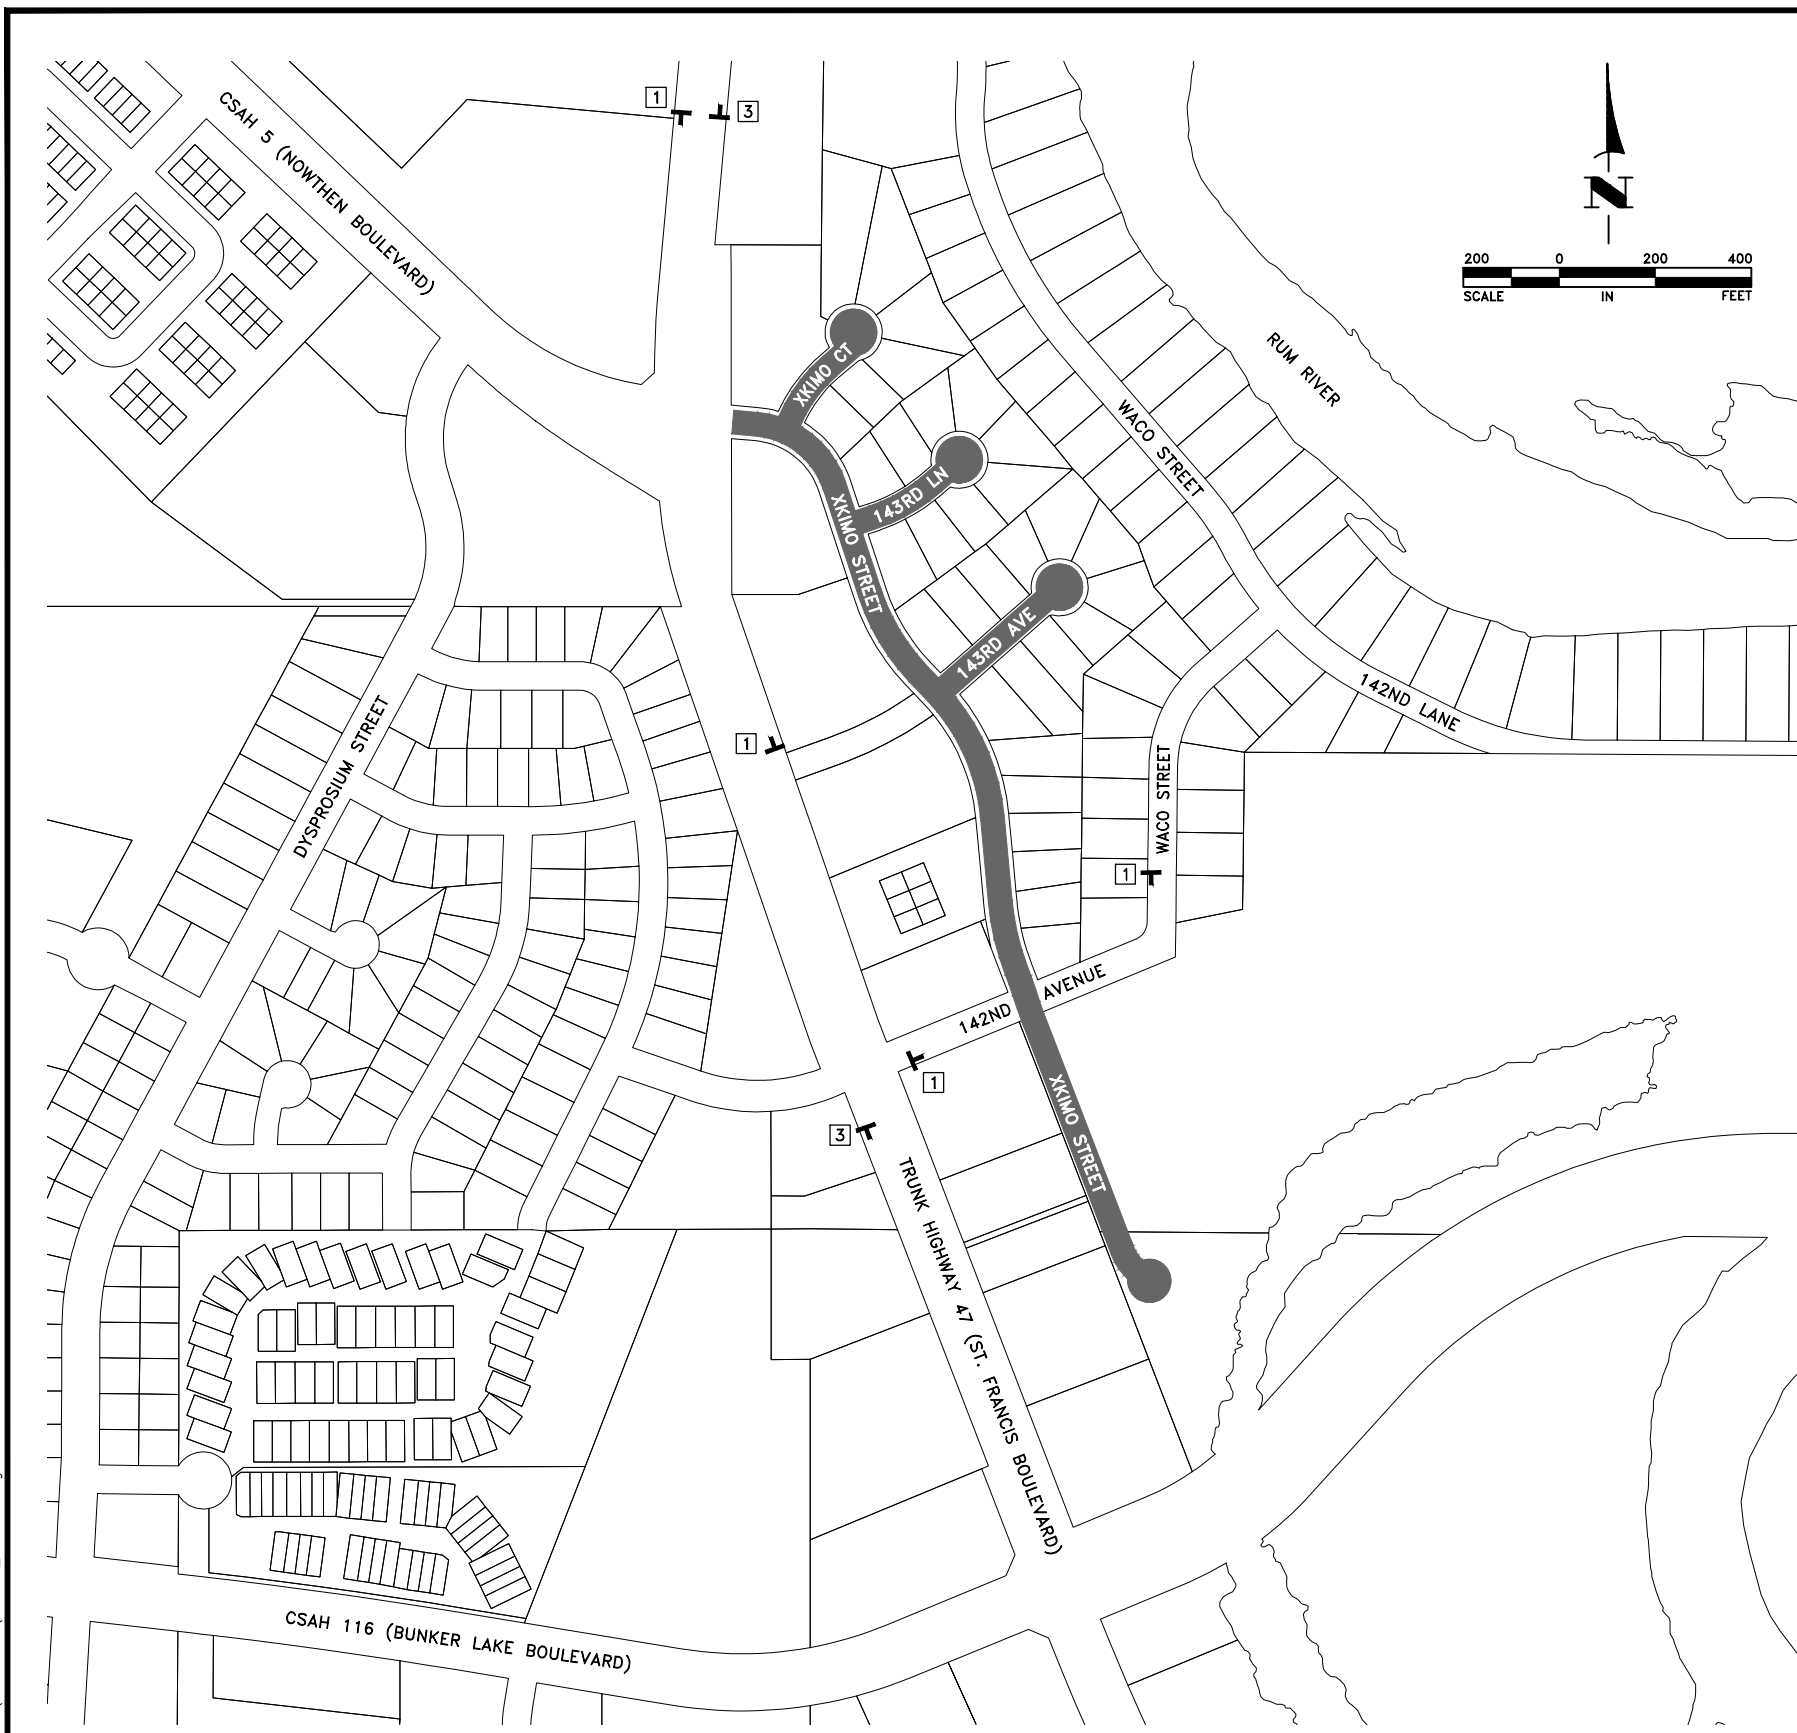 1
3
CSAH 5 (NOWTHEN BOULEVARD)
N
200 0 200 400
SCALE IN FEET
RUM RIVER
XKIMO CT
WACO STREET
143RD LN
XKIMO STREET
143RD AVE
142ND LANE
DYSPROSIUM STREET
1
WACO STREET
1
142ND AVENUE
1
3
XKIMO STREET
TRUNK HIGHWAY 47 (ST. FRANCIS BOULEVARD)
CSAH 116 (BUNKER LAKE BOULEVARD)